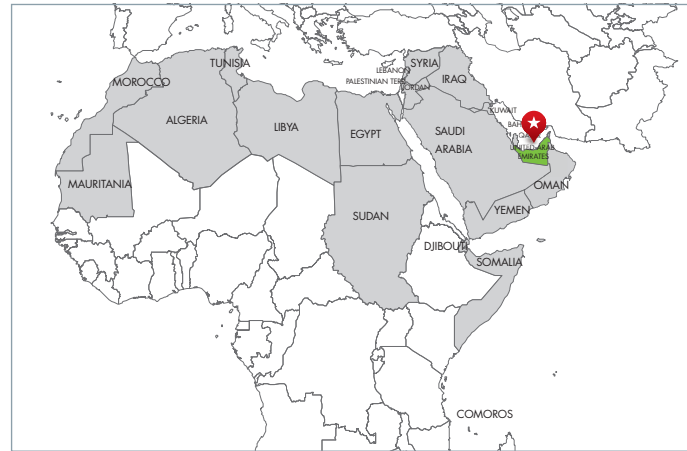 TUNISIA
SYRIA
LEBANON
MOROCCO
PALESTINIAN TERS
IRAQ
JORDAN
KUWAIT
ALGERIA
LIBYA
EGYPT
SAUDI
ARABIA
UNITED ARAB
EMIRATES
MAURITANIA
OMAN
SUDAN
YEMEN
DJIBOUTI
SOMALIA
COMOROS